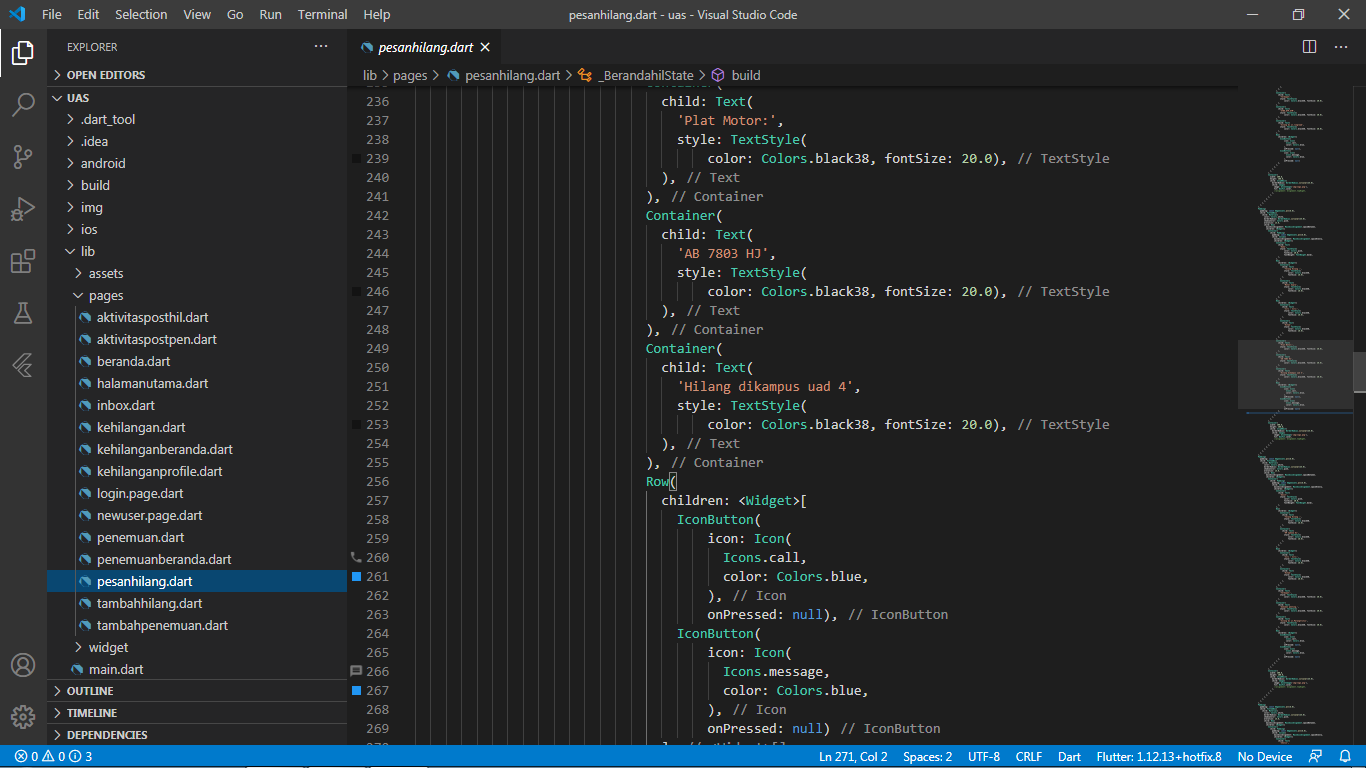 File Edit Selection View Go Run Terminal Help
pesanhilang.dart - uas - Visual Studio Code
EXPLORER
OPEN EDITORS
UAS
.dart_tool
.idea
android
build
img
ios
lib
assets
pages
aktivitasposthil.dart
aktivitaspostpen.dart
beranda.dart
halamanutama.dart
inbox.dart
kehilangan.dart
kehilanganberanda.dart
kehilanganprofile.dart
login.page.dart
newuser.page.dart
penemuan.dart
penemuanberanda.dart
pesanhilang.dart
tambahhilang.dart
tambahpenemuan.dart
widget
main.dart
OUTLINE
TIMELINE
DEPENDENCIES
pesanhilang.dart
lib > pages > pesanhilang.dart > _BerandahilState > build
236 child: Text(
237 'Plat Motor:',
238 style: TextStyle(
239 color: Colors.black38, fontSize: 20.0), // TextStyle
240 ), // Text
241 ), // Container
242 Container(
243 child: Text(
244 'AB 7803 HJ',
245 style: TextStyle(
246 color: Colors.black38, fontSize: 20.0), // TextStyle
247 ), // Text
248 ), // Container
249 Container(
250 child: Text(
251 'Hilang dikampus uad 4',
252 style: TextStyle(
253 color: Colors.black38, fontSize: 20.0), // TextStyle
254 ), // Text
255 ), // Container
256 Row(
257 children: <Widget>[
258 IconButton(
259 icon: Icon(
260 Icons.call,
261 color: Colors.blue,
262 ), // Icon
263 onPressed: null), // IconButton
264 IconButton(
265 icon: Icon(
266 Icons.message,
267 color: Colors.blue,
268 ), // Icon
269 onPressed: null) // IconButton
0 0 3
Ln 271, Col 2 Spaces: 2 UTF-8 CRLF Dart Flutter: 1.12.13+hotfix.8 No Device